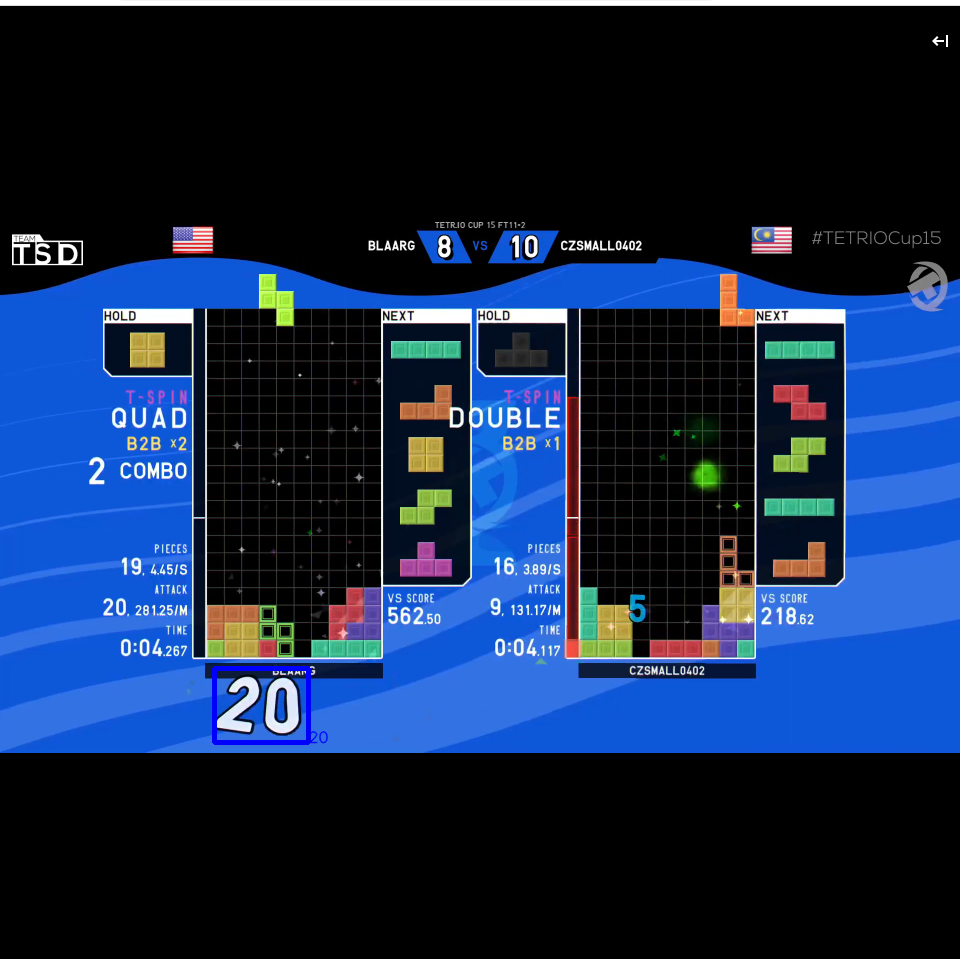 TETR.IO CUP 15 FT11·2
TEAM
TSD
BLAARG 8 VS 10 CZSMALL0402
#TETRIOCup15
HOLD
NEXT
HOLD
NEXT
T-SPIN
QUAD
B2B ×2
2 COMBO
T-SPIN
DOUBLE
B2B ×1
PIECES
19, 4.45/S
ATTACK
20, 281.25/M
TIME
0:04.267
VS SCORE
562.50
PIECES
16, 3.89/S
ATTACK
9, 131.17/M
TIME
0:04.117
5
VS SCORE
218.62
BLAARG
CZSMALL0402
20
20